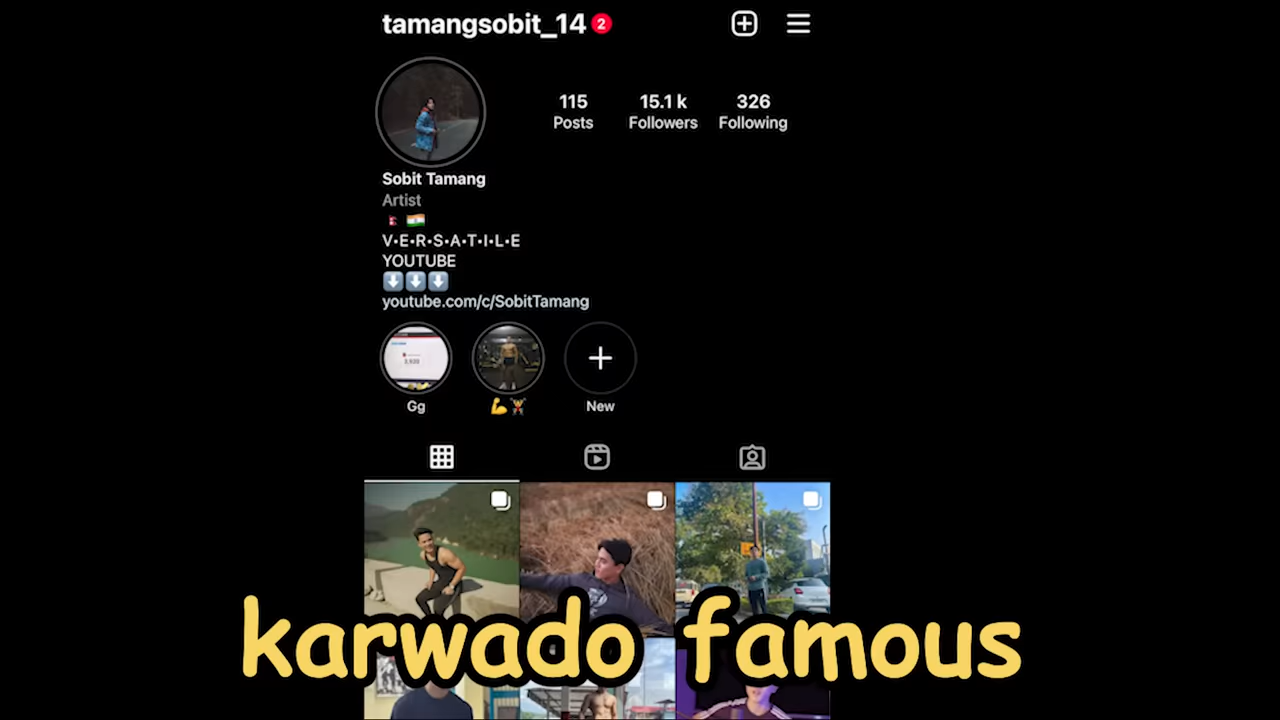 tamangsobit_14 2
115 15.1 k 326
Posts Followers Following
Sobit Tamang
Artist
🇳🇵 🇮🇳
V•E•R•S•A•T•I•L•E
YOUTUBE
⬇️⬇️⬇️
youtube.com/c/SobitTamang
Gg 💪🏋️ New
karwado famous